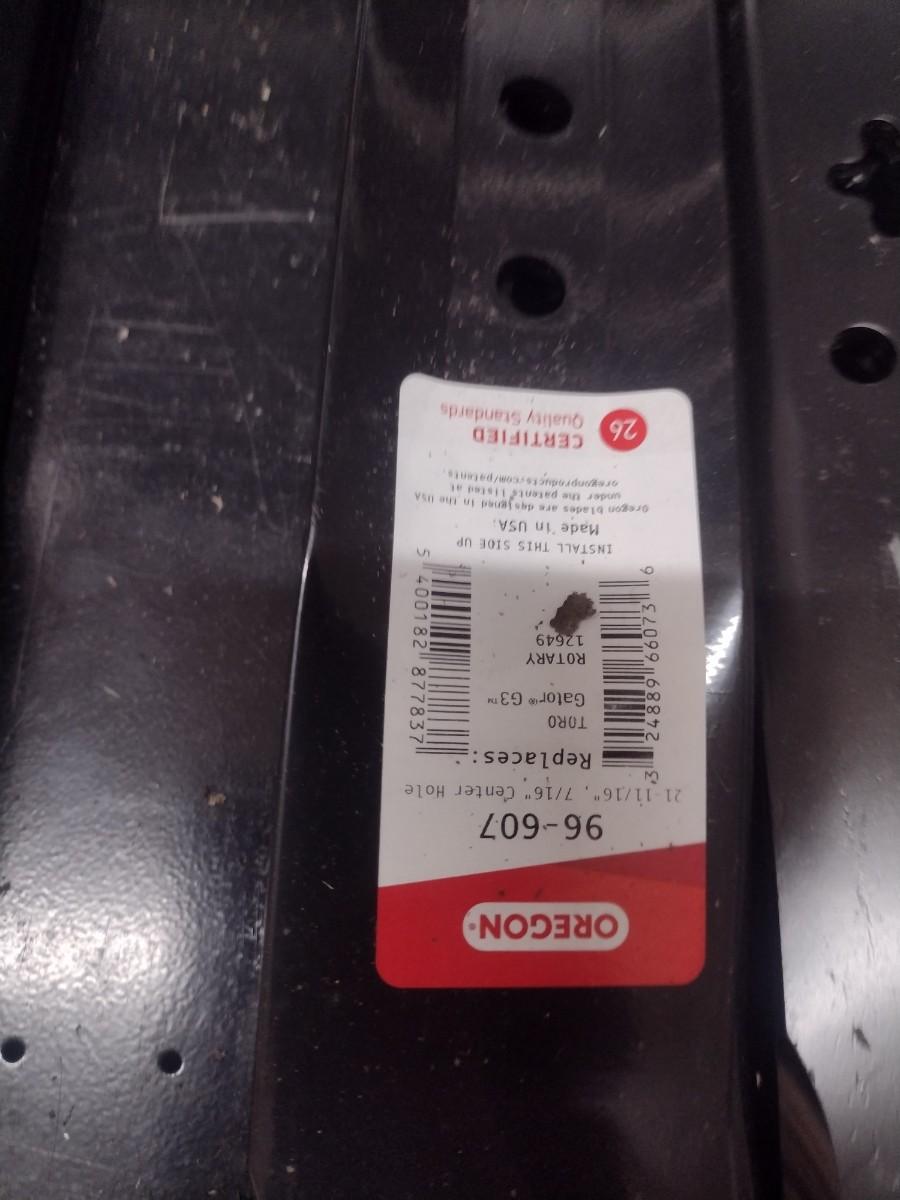 OREGON®
96-607
21-11/16", 7/16" Center Hole
Replaces:
TORO
Gator® G3™
ROTARY
12649
3 24889 66073 6
5 400182 877837
INSTALL THIS SIDE UP
Made in USA.
Oregon blades are designed in the USA
under the patents listed at
oregonproducts.com/patents.
26
CERTIFIED
Quality Standards